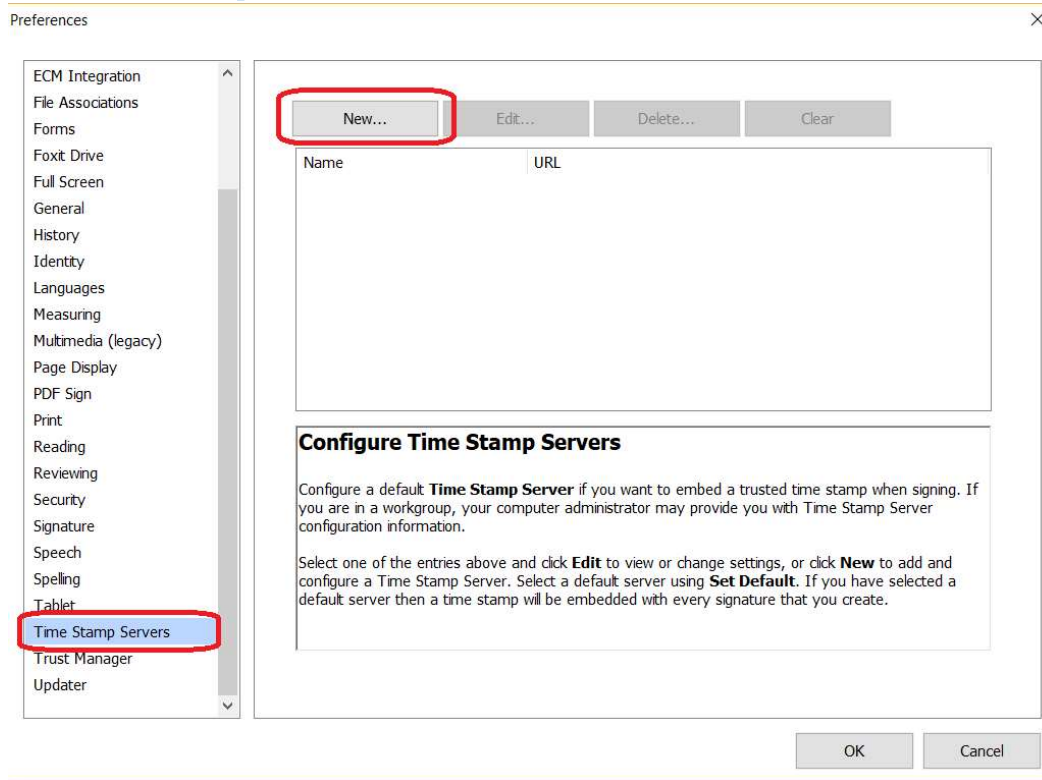 Preferences
ECM Integration
File Associations
Forms
Foxit Drive
Full Screen
General
History
Identity
Languages
Measuring
Multimedia (legacy)
Page Display
PDF Sign
Print
Reading
Reviewing
Security
Signature
Speech
Spelling
Tablet
Time Stamp Servers
Trust Manager
Updater
New... Edit... Delete... Clear
Name URL
Configure Time Stamp Servers
Configure a default Time Stamp Server if you want to embed a trusted time stamp when signing. If
you are in a workgroup, your computer administrator may provide you with Time Stamp Server
configuration information.
Select one of the entries above and click Edit to view or change settings, or click New to add and
configure a Time Stamp Server. Select a default server using Set Default. If you have selected a
default server then a time stamp will be embedded with every signature that you create.
OK Cancel